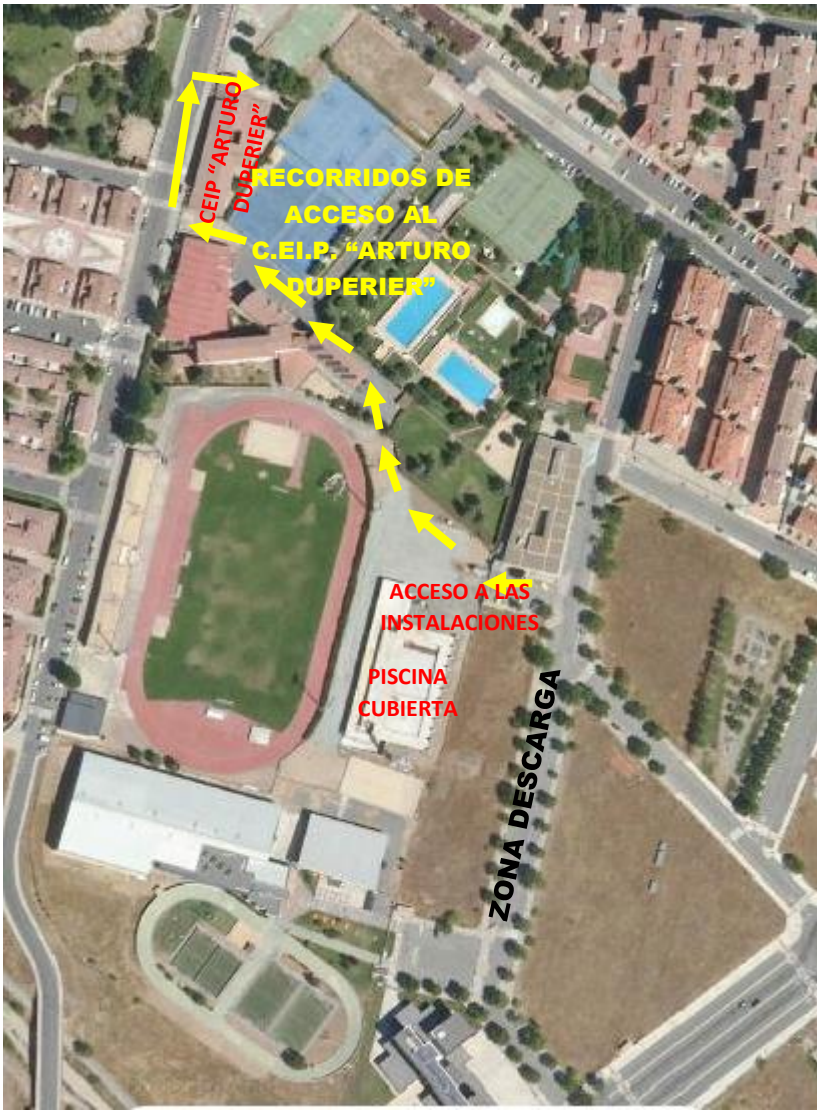 CEIP “ARTURO
DUPERIER”
RECORRIDOS DE
ACCESO AL
C.EI.P. “ARTURO
DUPERIER”
ACCESO A LAS
INSTALACIONES
PISCINA
CUBIERTA
ZONA DESCARGA